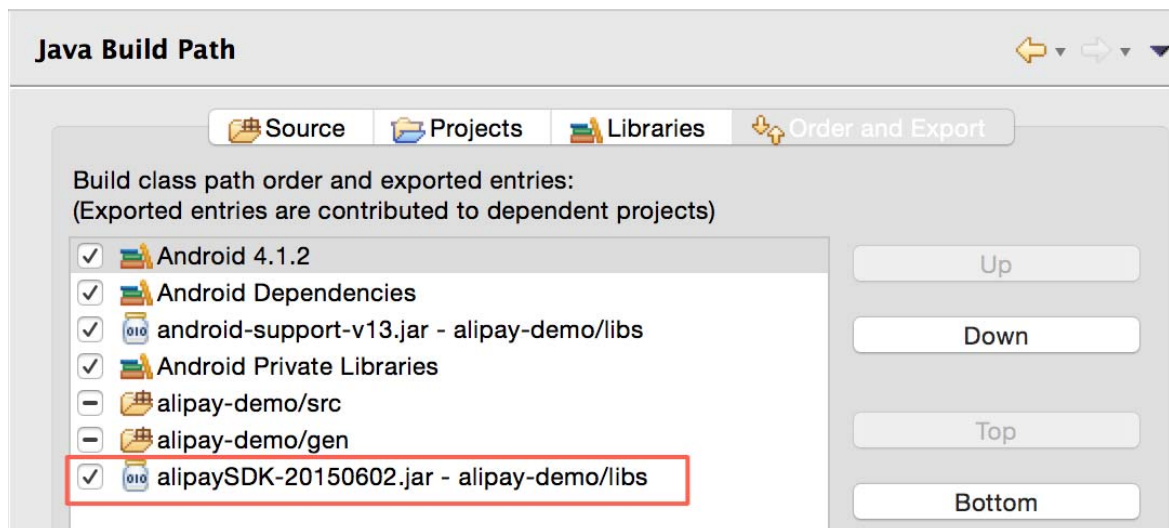 Java Build Path
Source Projects Libraries Order and Export
Build class path order and exported entries:
(Exported entries are contributed to dependent projects)
Android 4.1.2
Up
Android Dependencies
android-support-v13.jar - alipay-demo/libs
Down
Android Private Libraries
alipay-demo/src
alipay-demo/gen
Top
alipaySDK-20150602.jar - alipay-demo/libs
Bottom